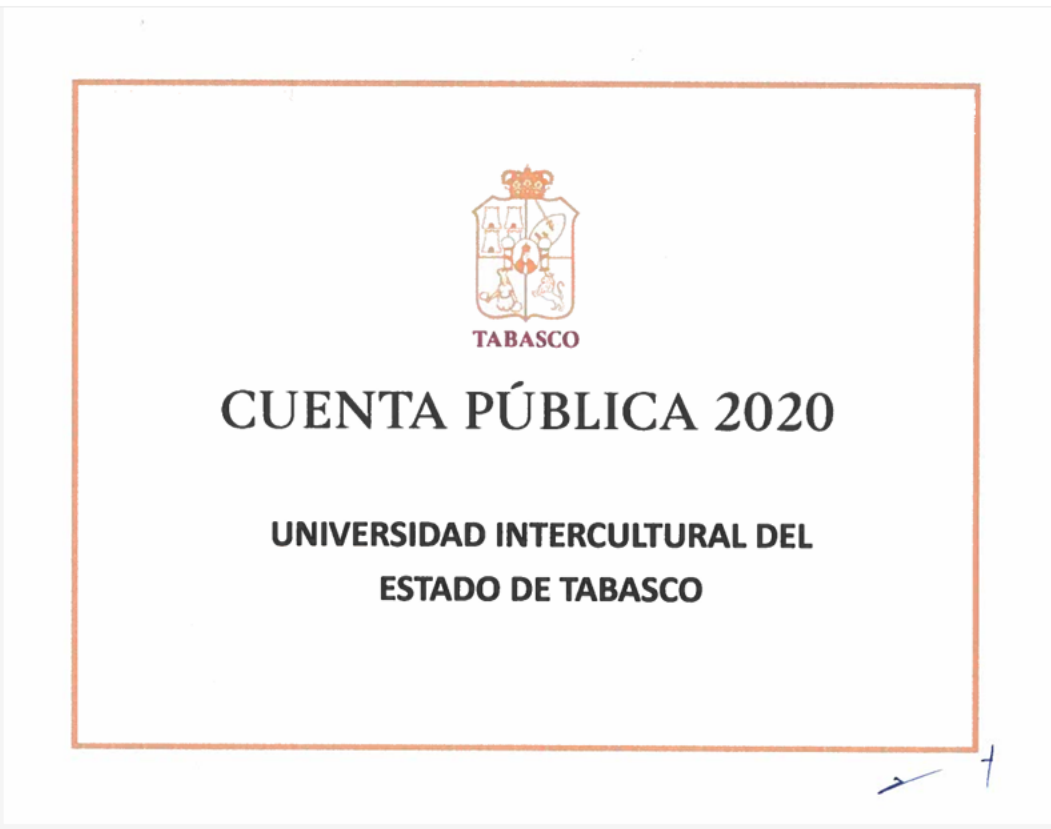 TABASCO
CUENTA PÚBLICA 2020
UNIVERSIDAD INTERCULTURAL DEL
ESTADO DE TABASCO